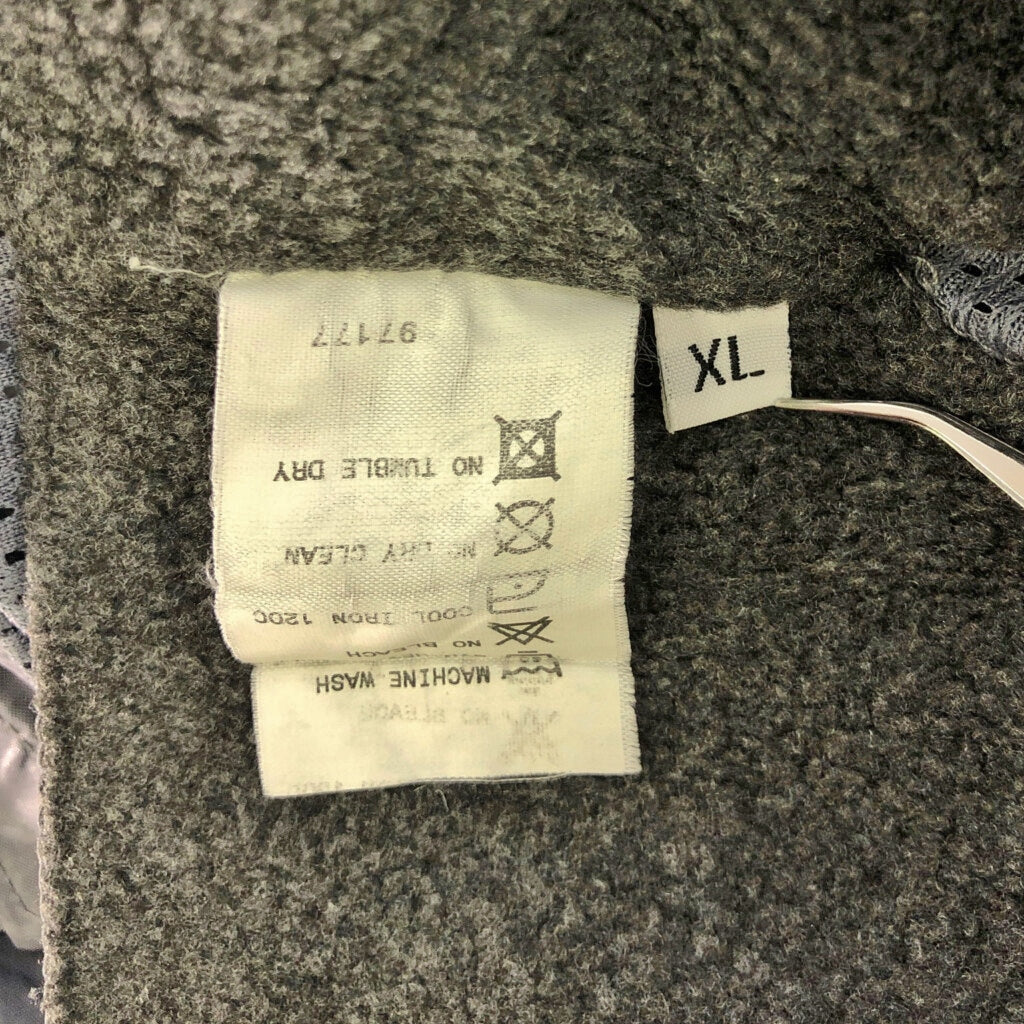 MACHINE WASH
NO BLEACH
COOL IRON 120C
NO DRY CLEAN
NO TUMBLE DRY
97177
XL